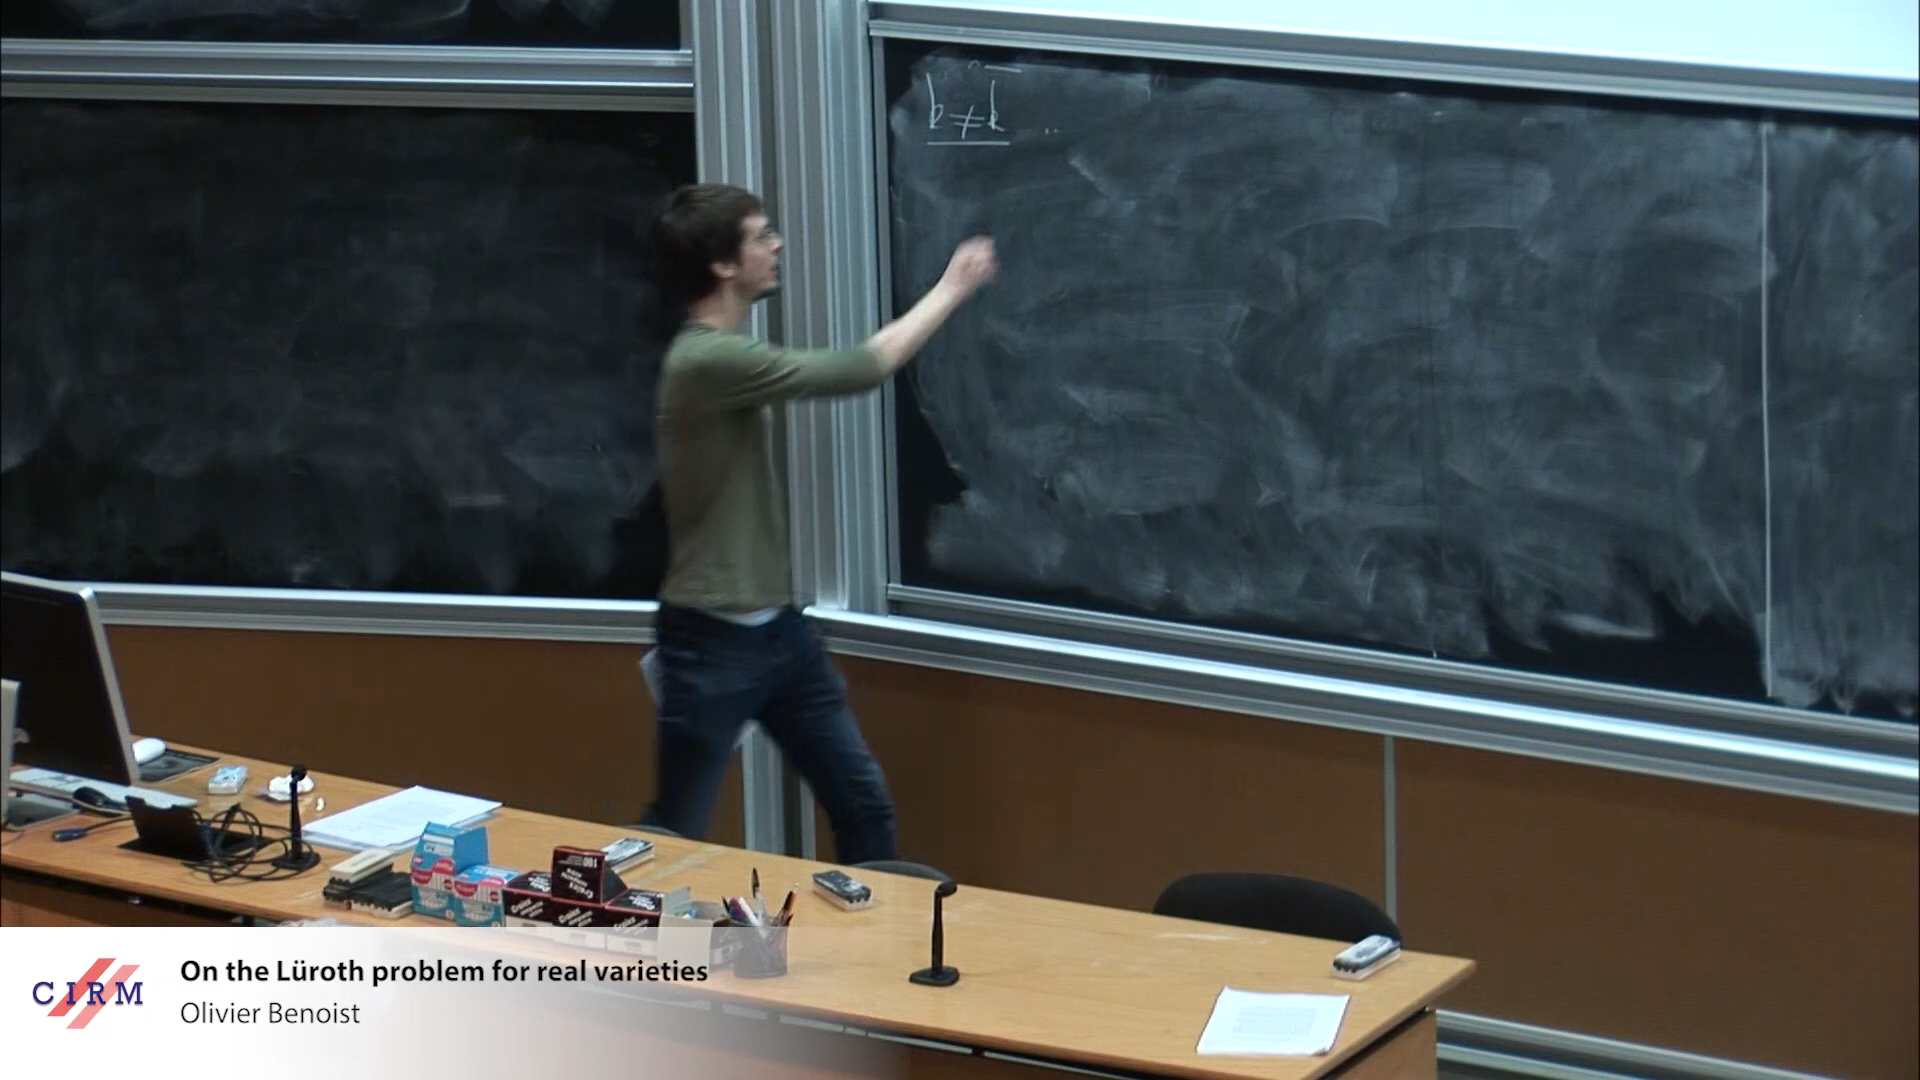 k ≠ k̄
CIRM
On the Lüroth problem for real varieties
Olivier Benoist